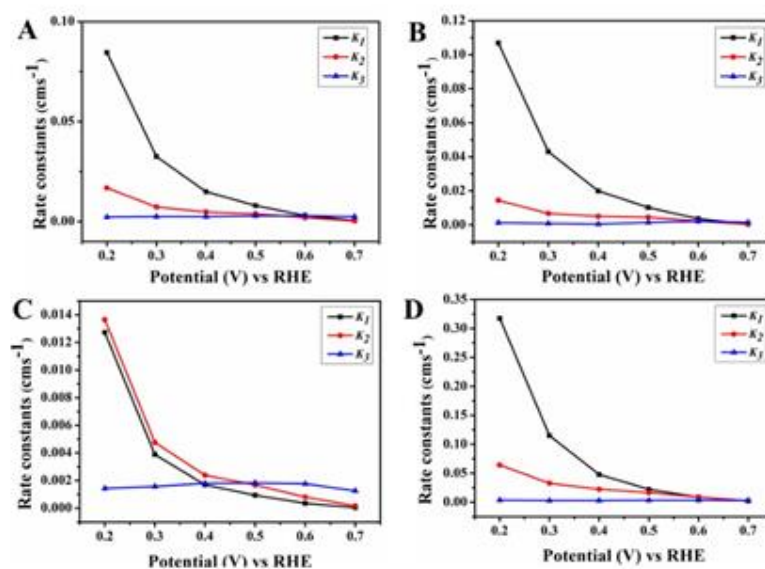 A
K1
K2
K3
0.10
0.05
0.00
Rate constants (cms-1)
0.2 0.3 0.4 0.5 0.6 0.7
Potential (V) vs RHE
B
K1
K2
K3
0.12
0.10
0.08
0.06
0.04
0.02
0.00
Rate constants (cms-1)
0.2 0.3 0.4 0.5 0.6 0.7
Potential (V) vs RHE
C
K1
K2
K3
0.014
0.012
0.010
0.008
0.006
0.004
0.002
0.000
Rate constants (cms-1)
0.2 0.3 0.4 0.5 0.6 0.7
Potential (V) vs RHE
D
K1
K2
K3
0.35
0.30
0.25
0.20
0.15
0.10
0.05
0.00
Rate constants (cms-1)
0.2 0.3 0.4 0.5 0.6 0.7
Potential (V) vs RHE